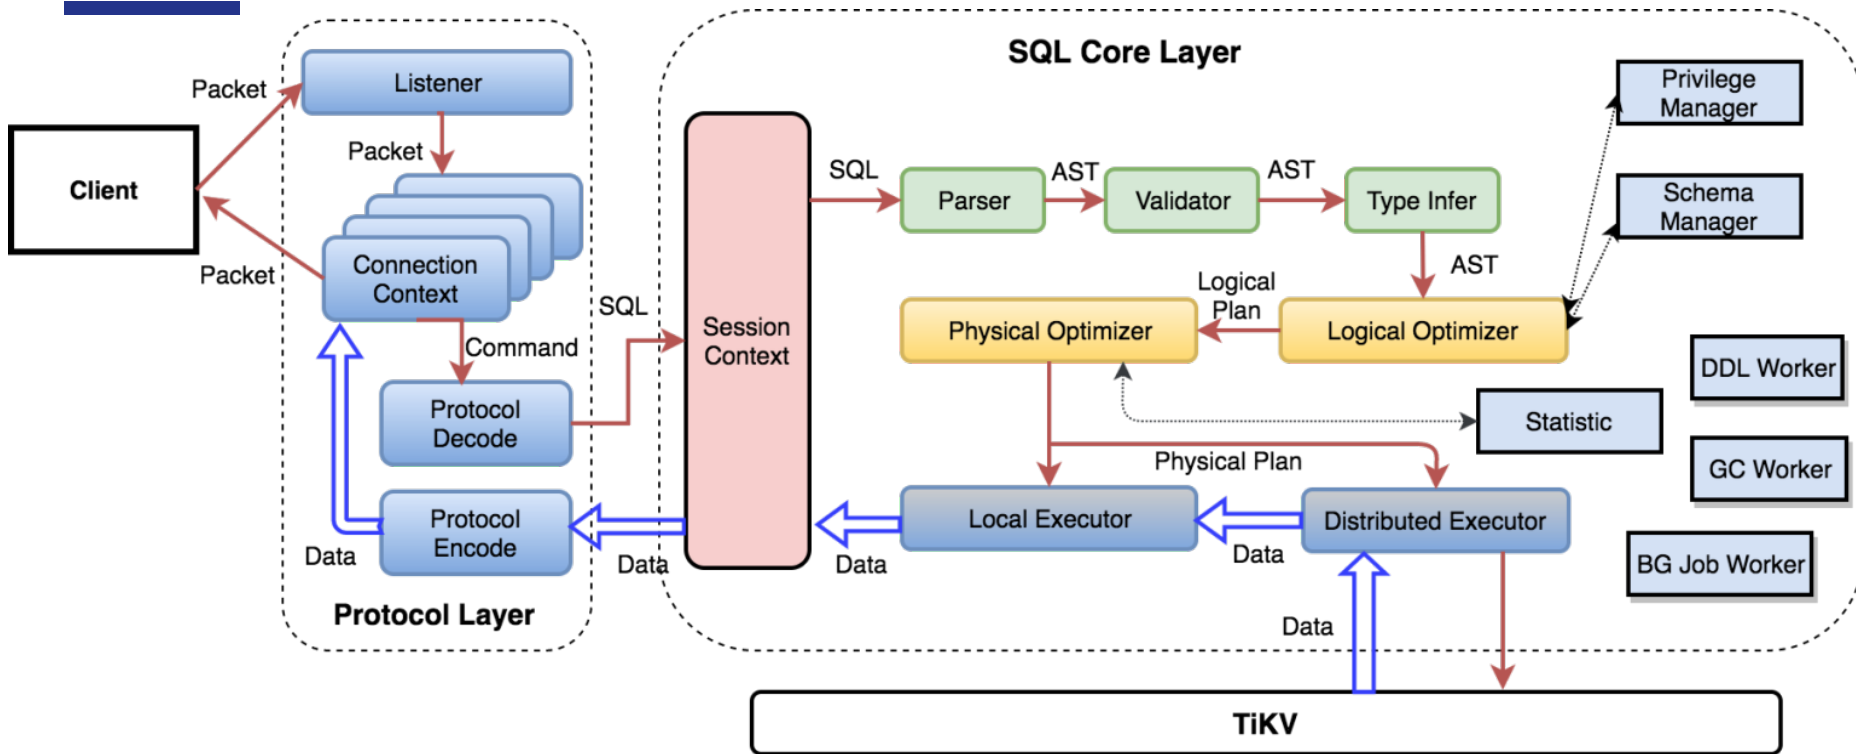 SQL Core Layer
Packet
Listener
Privilege
Manager
Packet
Client
SQL
Parser
AST
Validator
AST
Type Infer
Schema
Manager
Packet
Connection
Context
AST
SQL
Session
Context
Logical
Plan
Physical Optimizer
Logical Optimizer
Command
DDL Worker
Protocol
Decode
Statistic
Physical Plan
GC Worker
Protocol
Encode
Local Executor
Distributed Executor
Data
Data
Data
Data
BG Job Worker
Protocol Layer
Data
TiKV